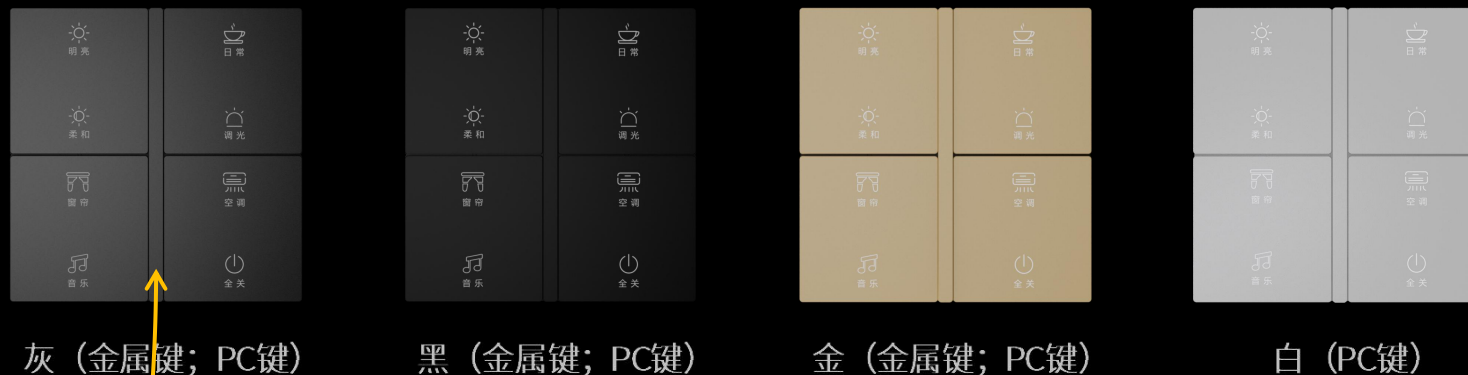 明亮
日常
柔和
调光
窗帘
空调
音乐
全关
灰（金属键；PC键）
明亮
日常
柔和
调光
窗帘
空调
音乐
全关
黑（金属键；PC键）
明亮
日常
柔和
调光
窗帘
空调
音乐
全关
金（金属键；PC键）
明亮
日常
柔和
调光
窗帘
空调
音乐
全关
白（PC键）